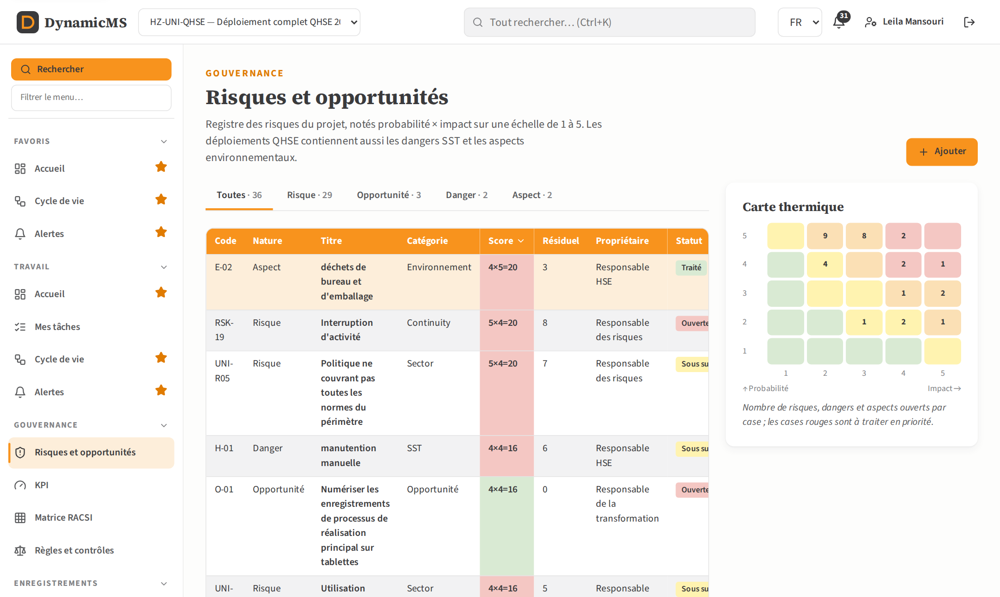 DynamicMS
HZ-UNI-QHSE — Déploiement complet QHSE
Tout rechercher… (Ctrl+K)
FR
31
Leila Mansouri
Rechercher
Filtrer le menu…
FAVORIS
Accueil
Cycle de vie
Alertes
TRAVAIL
Accueil
Mes tâches
Cycle de vie
Alertes
GOUVERNANCE
Risques et opportunités
KPI
Matrice RACSI
Règles et contrôles
ENREGISTREMENTS
GOUVERNANCE
Risques et opportunités
Registre des risques du projet, notés probabilité × impact sur une échelle de 1 à 5. Les
déploiements QHSE contiennent aussi les dangers SST et les aspects
environnementaux.
Ajouter
Toutes · 36 Risque · 29 Opportunité · 3 Danger · 2 Aspect · 2
Code Nature Titre Catégorie Score Résiduel Propriétaire Statut
E-02 Aspect déchets de Environnement 4×5=20 3 Responsable Traité
bureau et HSE
d'emballage
RSK- Risque Interruption Continuity 5×4=20 8 Responsable Ouverte
19 d'activité des risques
UNI- Risque Politique ne Sector 5×4=20 7 Responsable Sous su
R05 couvrant pas des risques
toutes les
normes du
périmètre
H-01 Danger manutention SST 4×4=16 6 Responsable Sous su
manuelle HSE
O-01 Opportunité Numériser les Opportunité 4×4=16 0 Responsable Ouverte
enregistrements de la
de processus de transformation
réalisation
principal sur
tablettes
UNI- Risque Utilisation Sector 4×4=16 5 Responsable Sous su
Carte thermique
5 9 8 2
4 4 2 1
3 1 2
2 1 2 1
1
1 2 3 4 5
↑ Probabilité Impact →
Nombre de risques, dangers et aspects ouverts par
case ; les cases rouges sont à traiter en priorité.